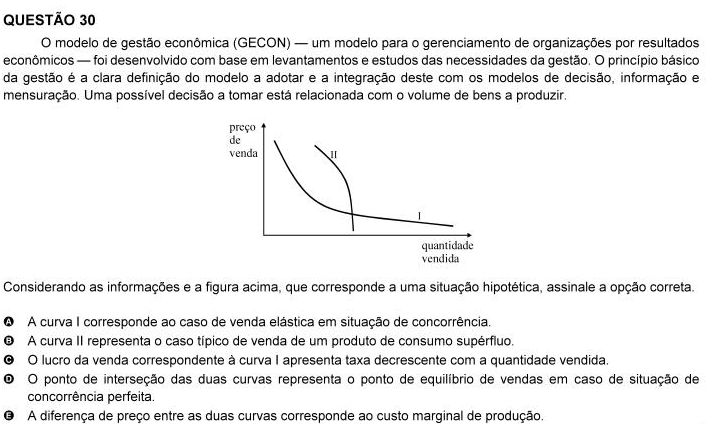 QUESTÃO 30
O modelo de gestão econômica (GECON) — um modelo para o gerenciamento de organizações por resultados
econômicos — foi desenvolvido com base em levantamentos e estudos das necessidades da gestão. O princípio básico
da gestão é a clara definição do modelo a adotar e a integração deste com os modelos de decisão, informação e
mensuração. Uma possível decisão a tomar está relacionada com o volume de bens a produzir.
preço
de
venda
II
I
quantidade
vendida
Considerando as informações e a figura acima, que corresponde a uma situação hipotética, assinale a opção correta.
A A curva I corresponde ao caso de venda elástica em situação de concorrência.
B A curva II representa o caso típico de venda de um produto de consumo supérfluo.
C O lucro da venda correspondente à curva I apresenta taxa decrescente com a quantidade vendida.
D O ponto de interseção das duas curvas representa o ponto de equilíbrio de vendas em caso de situação de
concorrência perfeita.
E A diferença de preço entre as duas curvas corresponde ao custo marginal de produção.